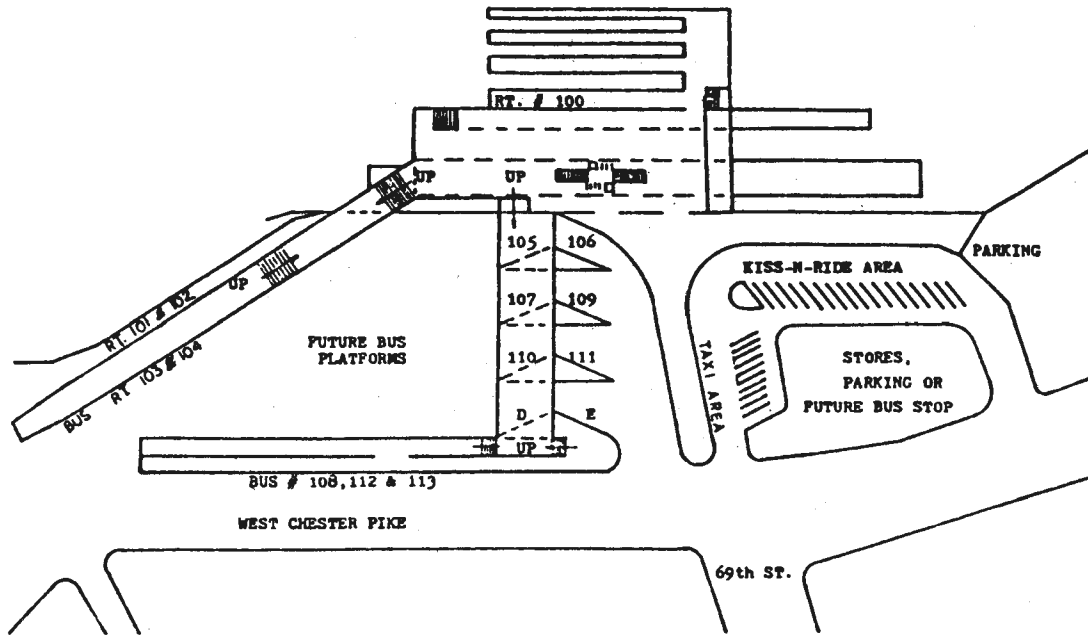 RT. # 100
UP
UP
105
106
PARKING
KISS-N-RIDE AREA
UP
107
109
RT. 101 & 102
FUTURE BUS
PLATFORMS
110
111
TAXI AREA
STORES,
PARKING OR
FUTURE BUS STOP
BUS RT 103 & 104
D
E
UP
BUS # 108,112 & 113
WEST CHESTER PIKE
69th ST.